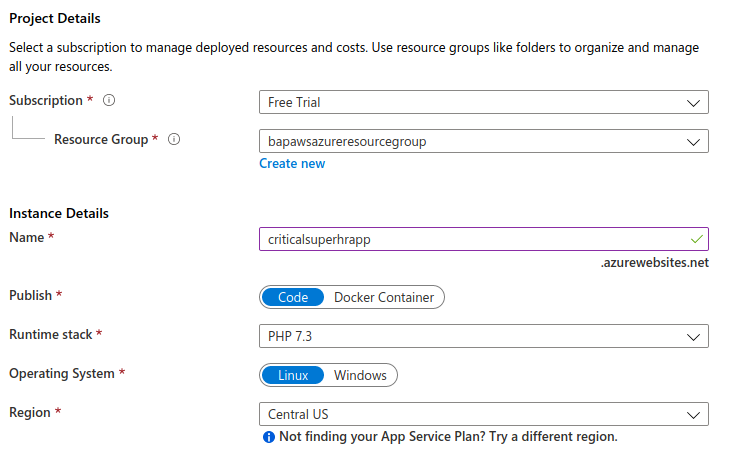 Project Details
Select a subscription to manage deployed resources and costs. Use resource groups like folders to organize and manage
all your resources.
Subscription *
Free Trial
Resource Group *
bapawsazureresourcegroup
Create new
Instance Details
Name *
criticalsuperhrapp
.azurewebsites.net
Publish *
Code Docker Container
Runtime stack *
PHP 7.3
Operating System *
Linux Windows
Region *
Central US
Not finding your App Service Plan? Try a different region.